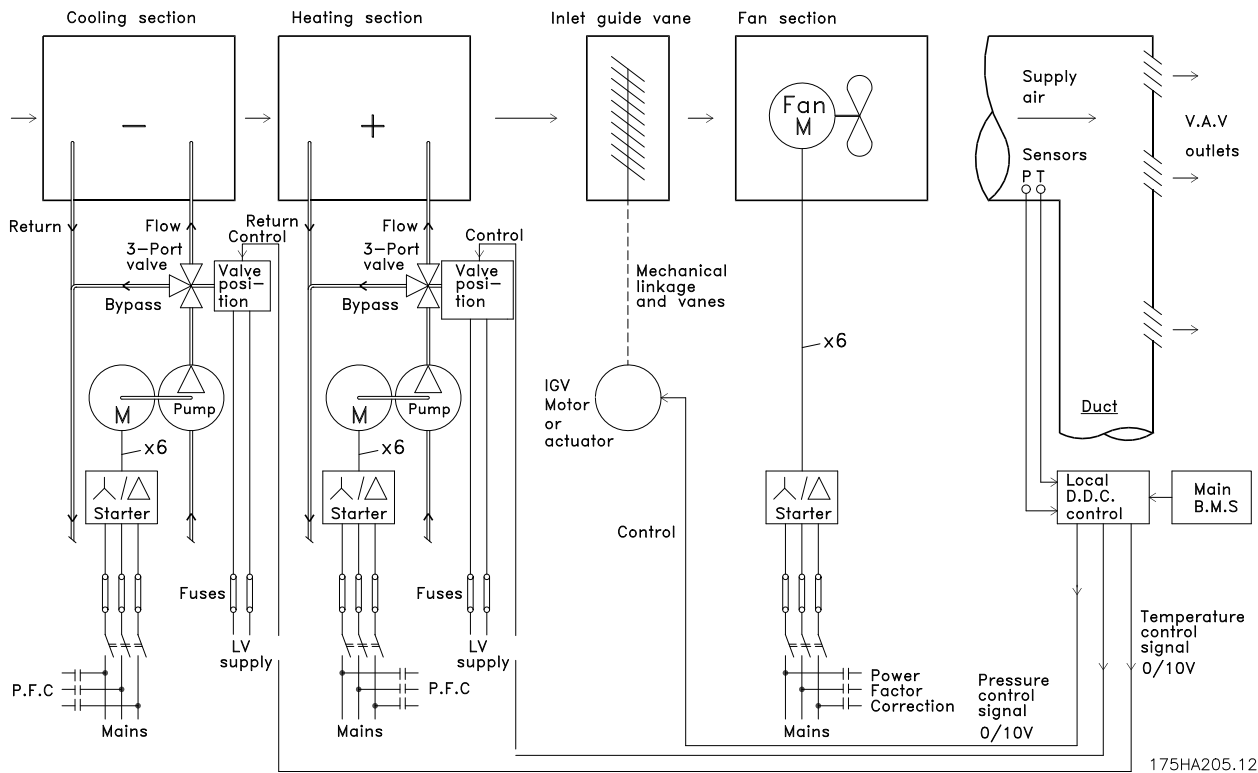 Cooling section
Heating section
Inlet guide vane
Fan section
−
+
Fan
M
Supply
air
V.A.V
outlets
Sensors
P T
Return
Flow
3-Port
valve
Bypass
Return
Control
Valve
posi-
tion
Flow
3-Port
valve
Bypass
Control
Valve
posi-
tion
Mechanical
linkage
and vanes
x6
IGV
Motor
or
actuator
Duct
M
Pump
x6
Starter
M
Pump
x6
Starter
Starter
Local
D.D.C.
control
Main
B.M.S
Control
Fuses
Fuses
LV
supply
LV
supply
Temperature
control
signal
0/10V
Pressure
control
signal
0/10V
P.F.C
Mains
P.F.C
Mains
Power
Factor
Correction
Mains
175HA205.12